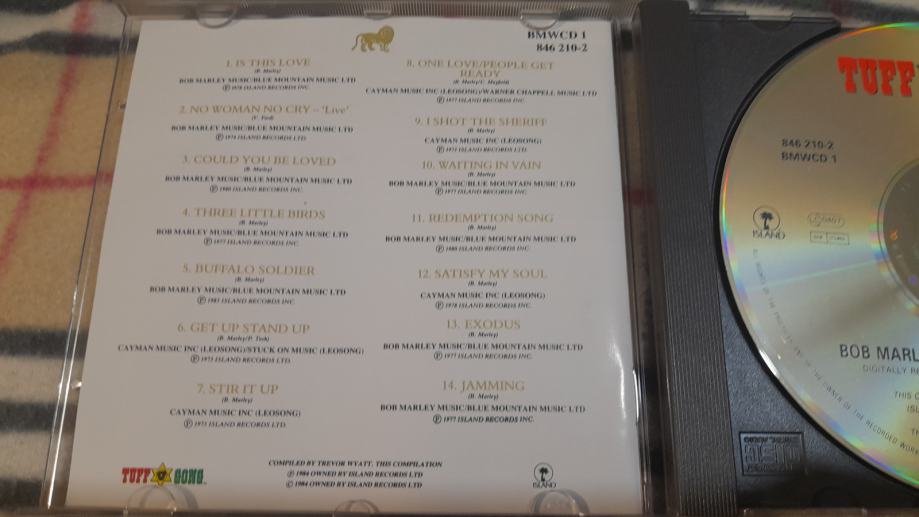 BMWCD 1
846 210-2
1. IS THIS LOVE
(B. Marley)
BOB MARLEY MUSIC/BLUE MOUNTAIN MUSIC LTD
Ⓟ 1978 ISLAND RECORDS INC.
2. NO WOMAN NO CRY – 'Live'
(V. Ford)
BOB MARLEY MUSIC/BLUE MOUNTAIN MUSIC LTD
Ⓟ 1974 ISLAND RECORDS LTD.
3. COULD YOU BE LOVED
(B. Marley)
BOB MARLEY MUSIC/BLUE MOUNTAIN MUSIC LTD
Ⓟ 1980 ISLAND RECORDS INC.
4. THREE LITTLE BIRDS
(B. Marley)
BOB MARLEY MUSIC/BLUE MOUNTAIN MUSIC LTD
Ⓟ 1977 ISLAND RECORDS INC.
5. BUFFALO SOLDIER
(B. Marley)
BOB MARLEY MUSIC/BLUE MOUNTAIN MUSIC LTD
Ⓟ 1983 ISLAND RECORDS INC.
6. GET UP STAND UP
(B. Marley/P. Tosh)
CAYMAN MUSIC INC (LEOSONG)/STUCK ON MUSIC (LEOSONG)
Ⓟ 1973 ISLAND RECORDS LTD.
7. STIR IT UP
(B. Marley)
CAYMAN MUSIC INC (LEOSONG)
Ⓟ 1973 ISLAND RECORDS LTD.
8. ONE LOVE/PEOPLE GET
READY
(B. Marley/C. Mayfield)
CAYMAN MUSIC INC (LEOSONG)/WARNER CHAPPELL MUSIC LTD
Ⓟ 1977 ISLAND RECORDS INC.
9. I SHOT THE SHERIFF
(B. Marley)
CAYMAN MUSIC INC (LEOSONG)
Ⓟ 1973 ISLAND RECORDS LTD.
10. WAITING IN VAIN
(B. Marley)
BOB MARLEY MUSIC/BLUE MOUNTAIN MUSIC LTD
Ⓟ 1977 ISLAND RECORDS INC.
11. REDEMPTION SONG
(B. Marley)
BOB MARLEY MUSIC/BLUE MOUNTAIN MUSIC LTD
Ⓟ 1980 ISLAND RECORDS INC.
12. SATISFY MY SOUL
(B. Marley)
CAYMAN MUSIC INC (LEOSONG)
Ⓟ 1978 ISLAND RECORDS INC.
13. EXODUS
(B. Marley)
BOB MARLEY MUSIC/BLUE MOUNTAIN MUSIC LTD
Ⓟ 1977 ISLAND RECORDS INC.
14. JAMMING
(B. Marley)
BOB MARLEY MUSIC/BLUE MOUNTAIN MUSIC LTD
Ⓟ 1977 ISLAND RECORDS INC.
TUFF GONG
COMPILED BY TREVOR WYATT. THIS COMPILATION
Ⓟ 1984 OWNED BY ISLAND RECORDS LTD
© 1984 OWNED BY ISLAND RECORDS LTD
ISLAND
TUFF
846 210-2
BMWCD 1
ISLAND
BOB MARL
DIGITALLY RE
THIS C
ISL
TH
OF THE OWNER OF THE RECORDED WORK